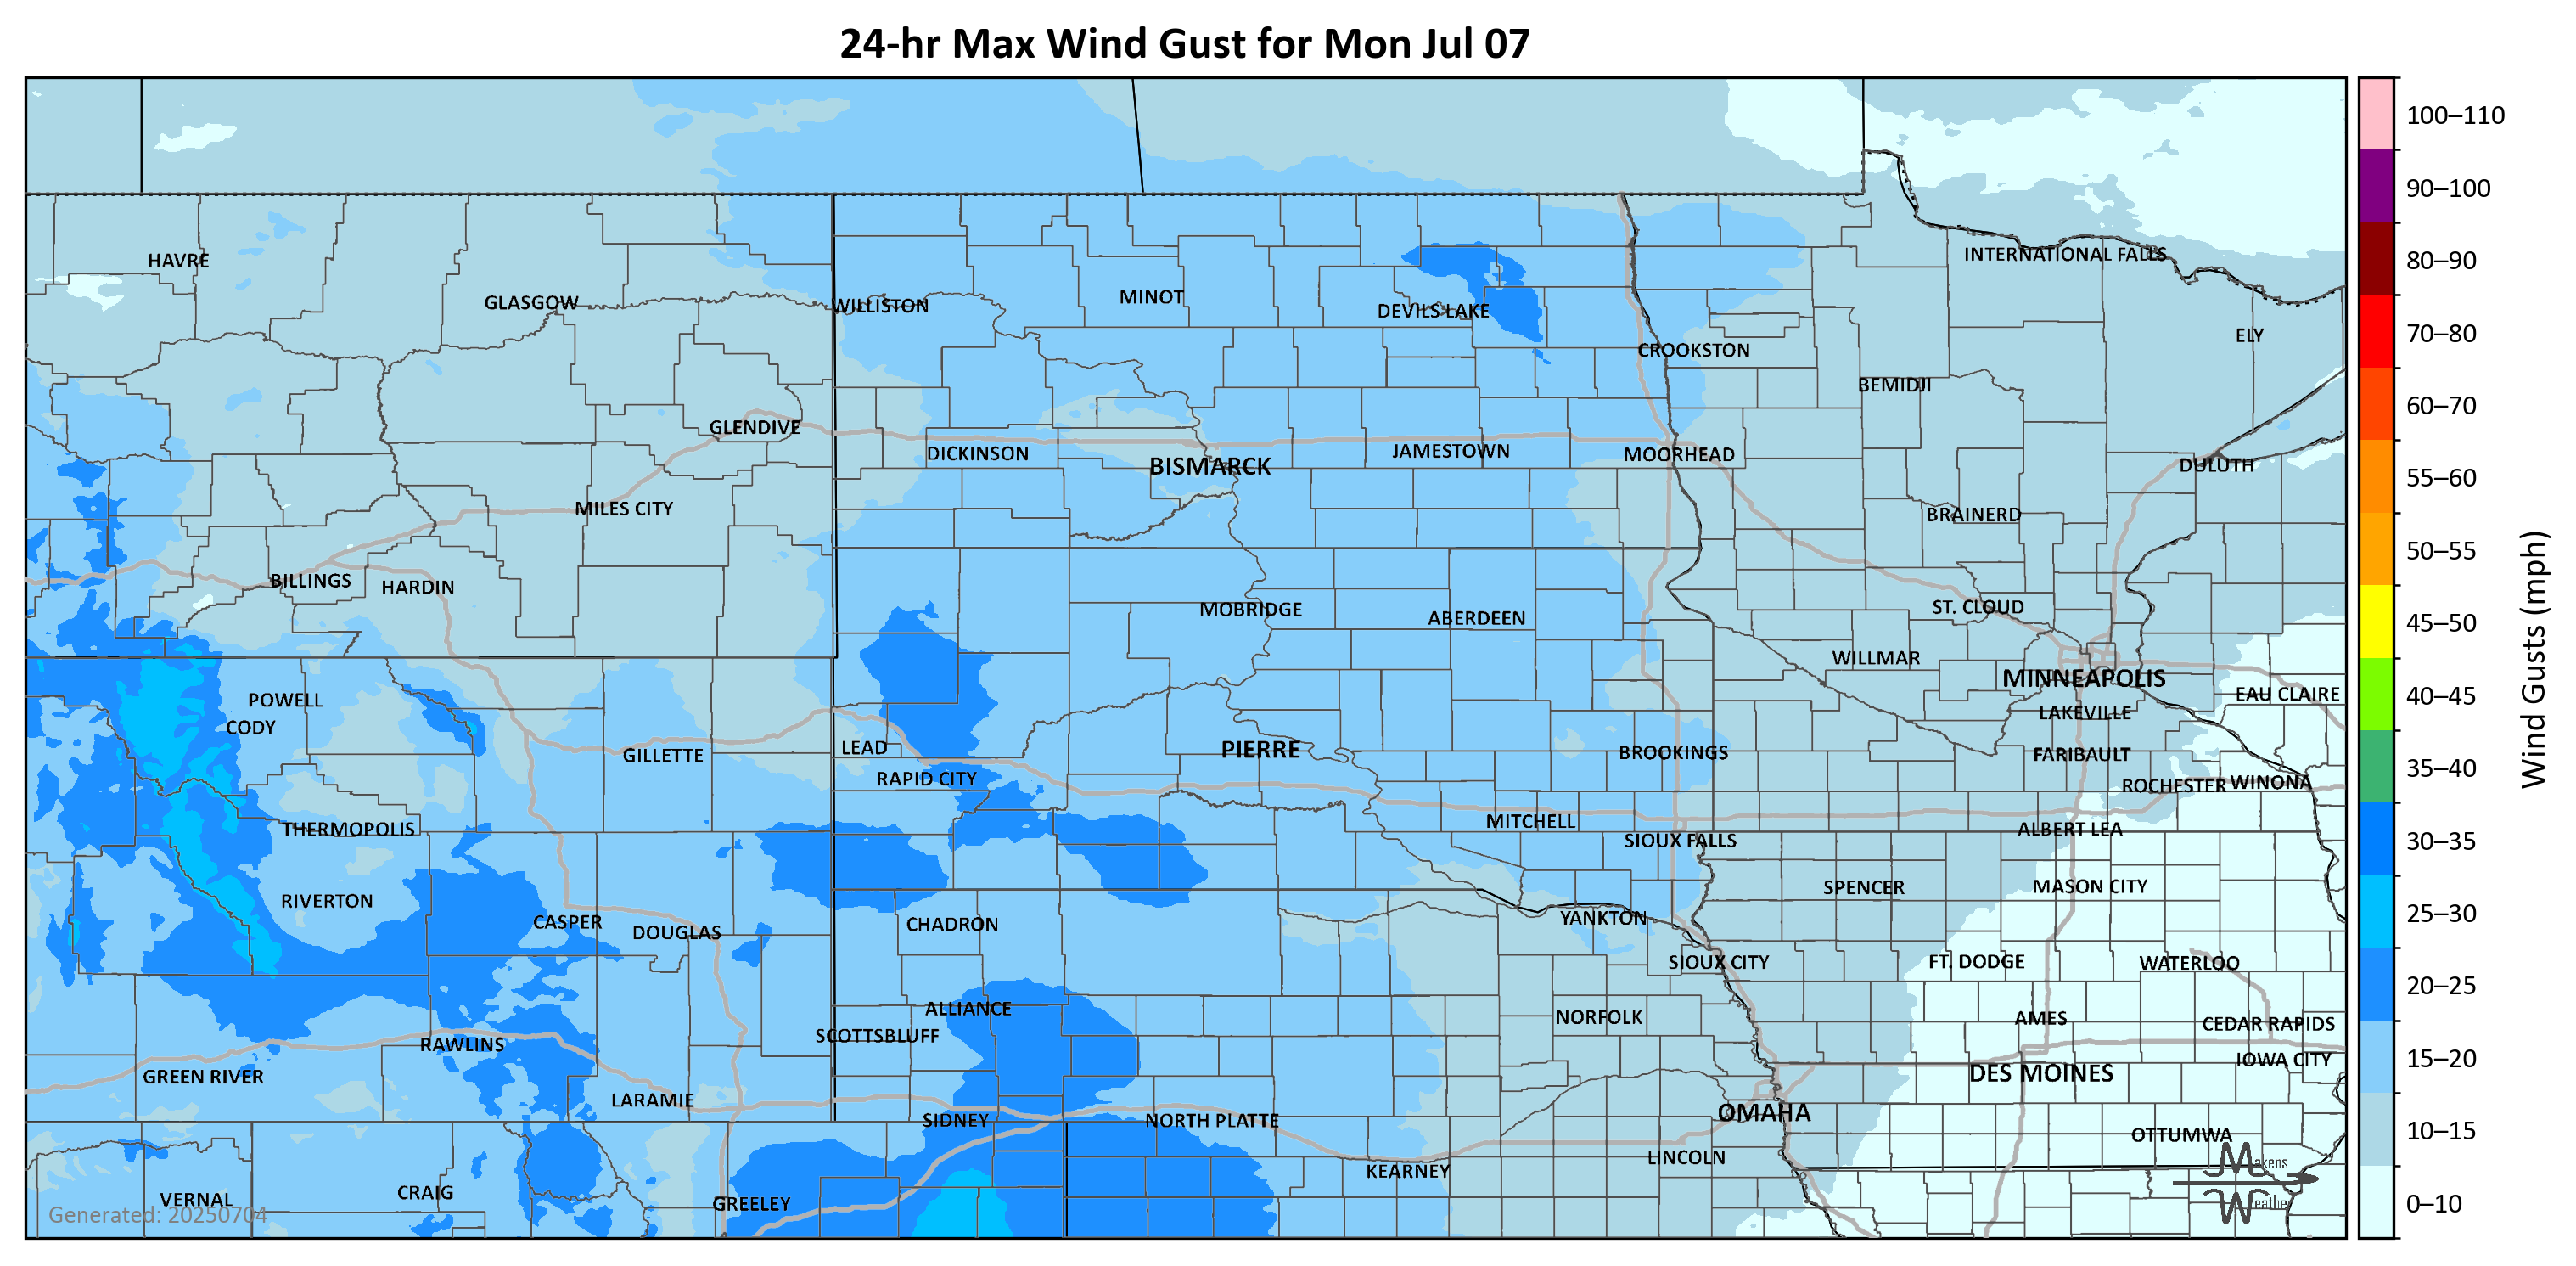 24-hr Max Wind Gust for Mon Jul 07
100–110
90–100
80–90
70–80
60–70
55–60
50–55
45–50
40–45
35–40
30–35
25–30
20–25
15–20
10–15
0–10
Wind Gusts (mph)
HAVRE
GLASGOW
WILLISTON
MINOT
DEVILS LAKE
INTERNATIONAL FALLS
ELY
CROOKSTON
BEMIDJI
GLENDIVE
DICKINSON
BISMARCK
JAMESTOWN
MOORHEAD
DULUTH
MILES CITY
BRAINERD
BILLINGS
HARDIN
MOBRIDGE
ABERDEEN
ST. CLOUD
WILLMAR
MINNEAPOLIS
POWELL
EAU CLAIRE
CODY
LAKEVILLE
GILLETTE
LEAD
PIERRE
BROOKINGS
FARIBAULT
RAPID CITY
ROCHESTER
WINONA
THERMOPOLIS
MITCHELL
SIOUX FALLS
ALBERT LEA
RIVERTON
SPENCER
MASON CITY
CASPER
DOUGLAS
CHADRON
YANKTON
SIOUX CITY
FT. DODGE
WATERLOO
ALLIANCE
SCOTTSBLUFF
NORFOLK
AMES
CEDAR RAPIDS
RAWLINS
IOWA CITY
GREEN RIVER
DES MOINES
LARAMIE
SIDNEY
NORTH PLATTE
OMAHA
OTTUMWA
KEARNEY
LINCOLN
VERNAL
CRAIG
GREELEY
Generated: 20250704
Makens
Weather